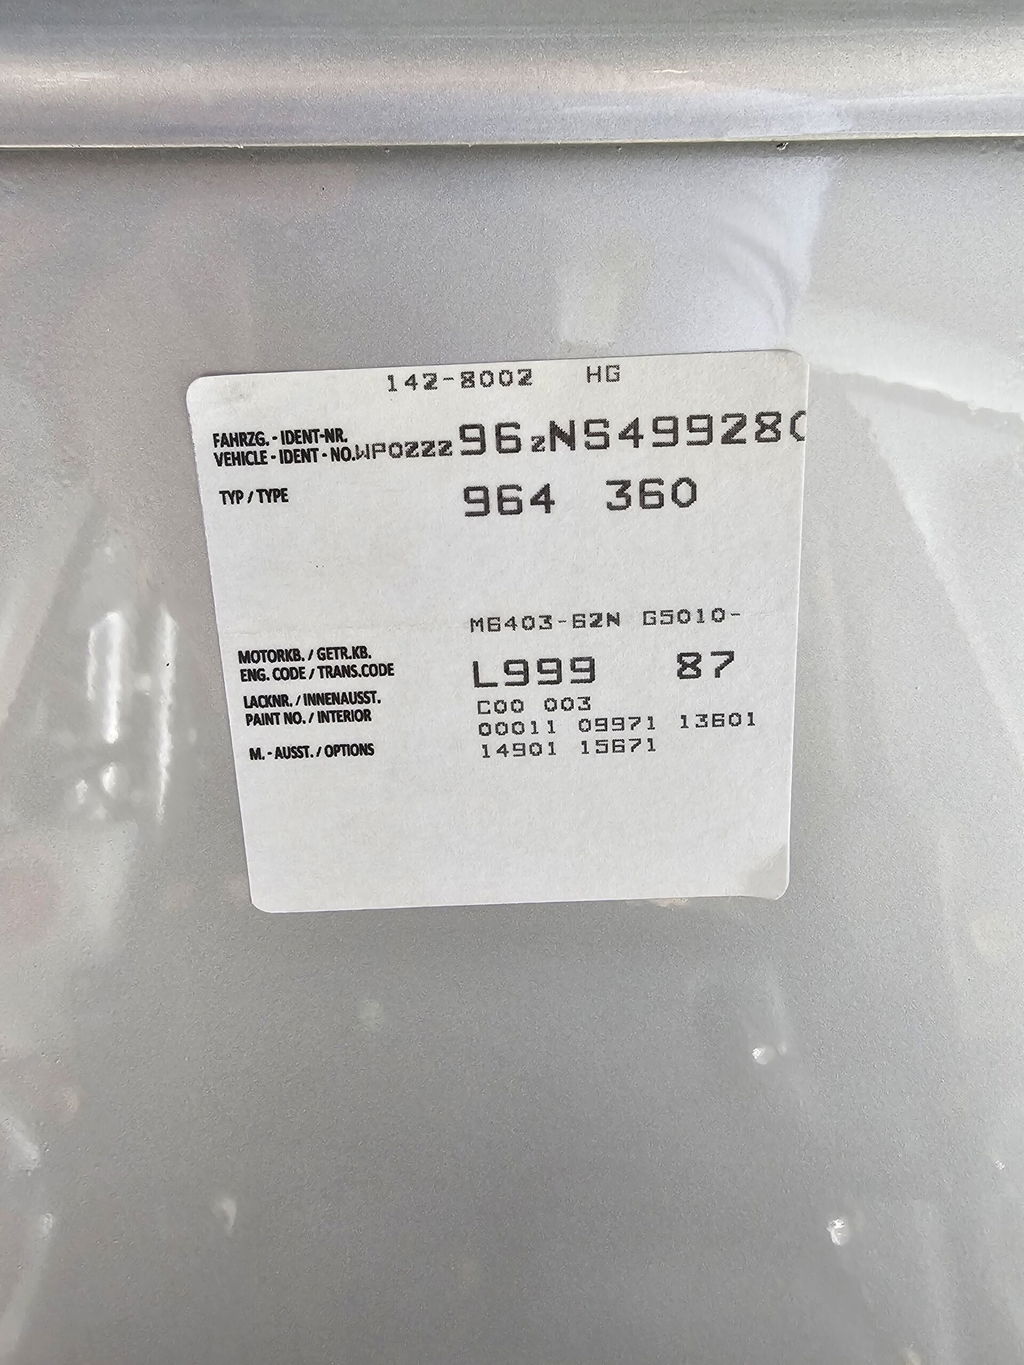 142-8002 HG
FAHRZG. - IDENT-NR.
VEHICLE - IDENT - NO. WP0ZZZ96ZNS499280
TYP / TYPE 964 360
M6403-62N G5010-
MOTORKB. / GETR.KB.
ENG. CODE / TRANS.CODE L999 87
LACKNR. / INNENAUSST. C00 003
PAINT NO. / INTERIOR 00011 09971 13601
M. - AUSST. / OPTIONS 14901 15671